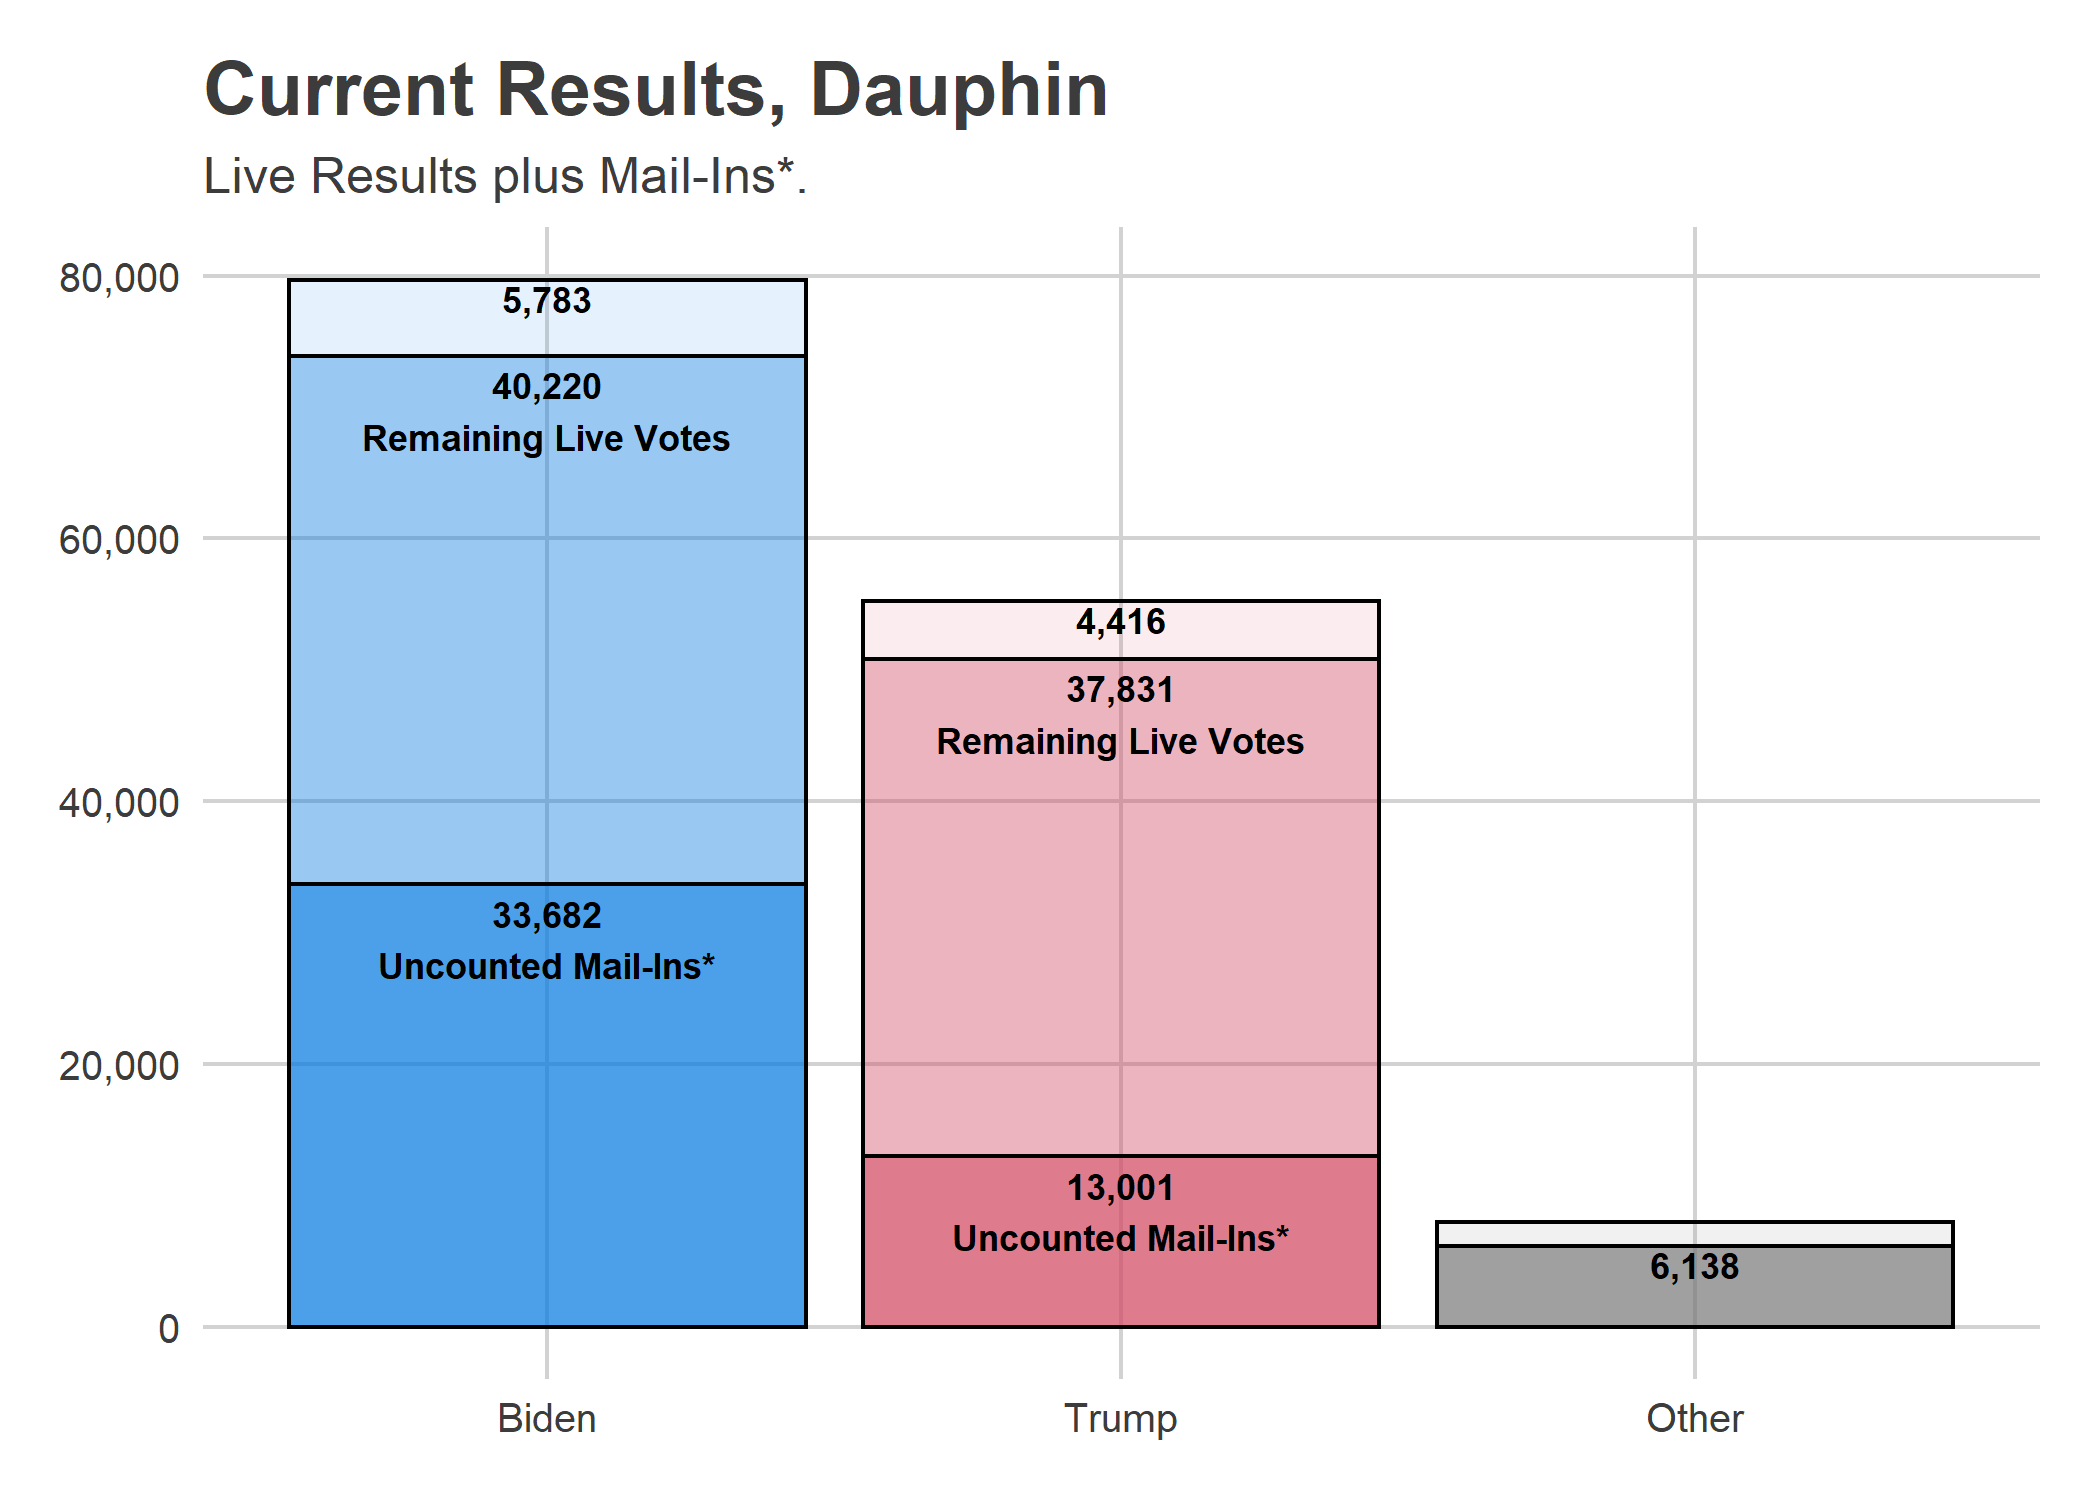 Current Results, Dauphin
Live Results plus Mail-Ins*.
80,000
60,000
40,000
20,000
0
5,783
40,220
Remaining Live Votes
33,682
Uncounted Mail-Ins*
4,416
37,831
Remaining Live Votes
13,001
Uncounted Mail-Ins*
6,138
Biden
Trump
Other